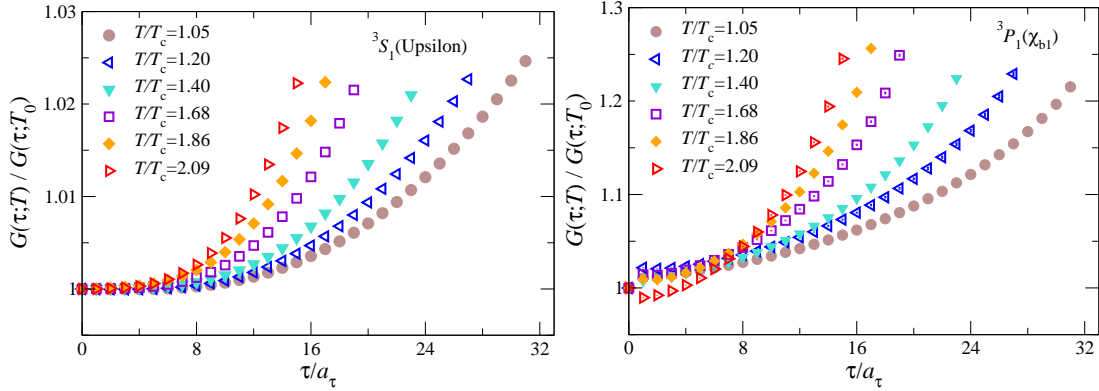 G(τ;T) / G(τ;T₀)
1.03
1.02
1.01
1
T/Tc=1.05
T/Tc=1.20
T/Tc=1.40
T/Tc=1.68
T/Tc=1.86
T/Tc=2.09
³S₁(Upsilon)
0 8 16 24 32
τ/aτ
G(τ;T) / G(τ;T₀)
1.3
1.2
1.1
1
T/Tc=1.05
T/Tc=1.20
T/Tc=1.40
T/Tc=1.68
T/Tc=1.86
T/Tc=2.09
³P₁(χb1)
0 8 16 24 32
τ/aτ